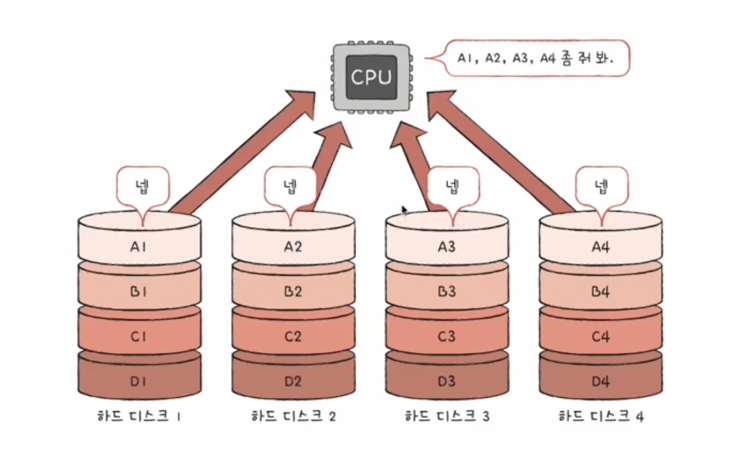 CPU
A1, A2, A3, A4 좀 줘 봐.
넵
넵
넵
넵
A1
A2
A3
A4
B1
B2
B3
B4
C1
C2
C3
C4
D1
D2
D3
D4
하드 디스크 1
하드 디스크 2
하드 디스크 3
하드 디스크 4